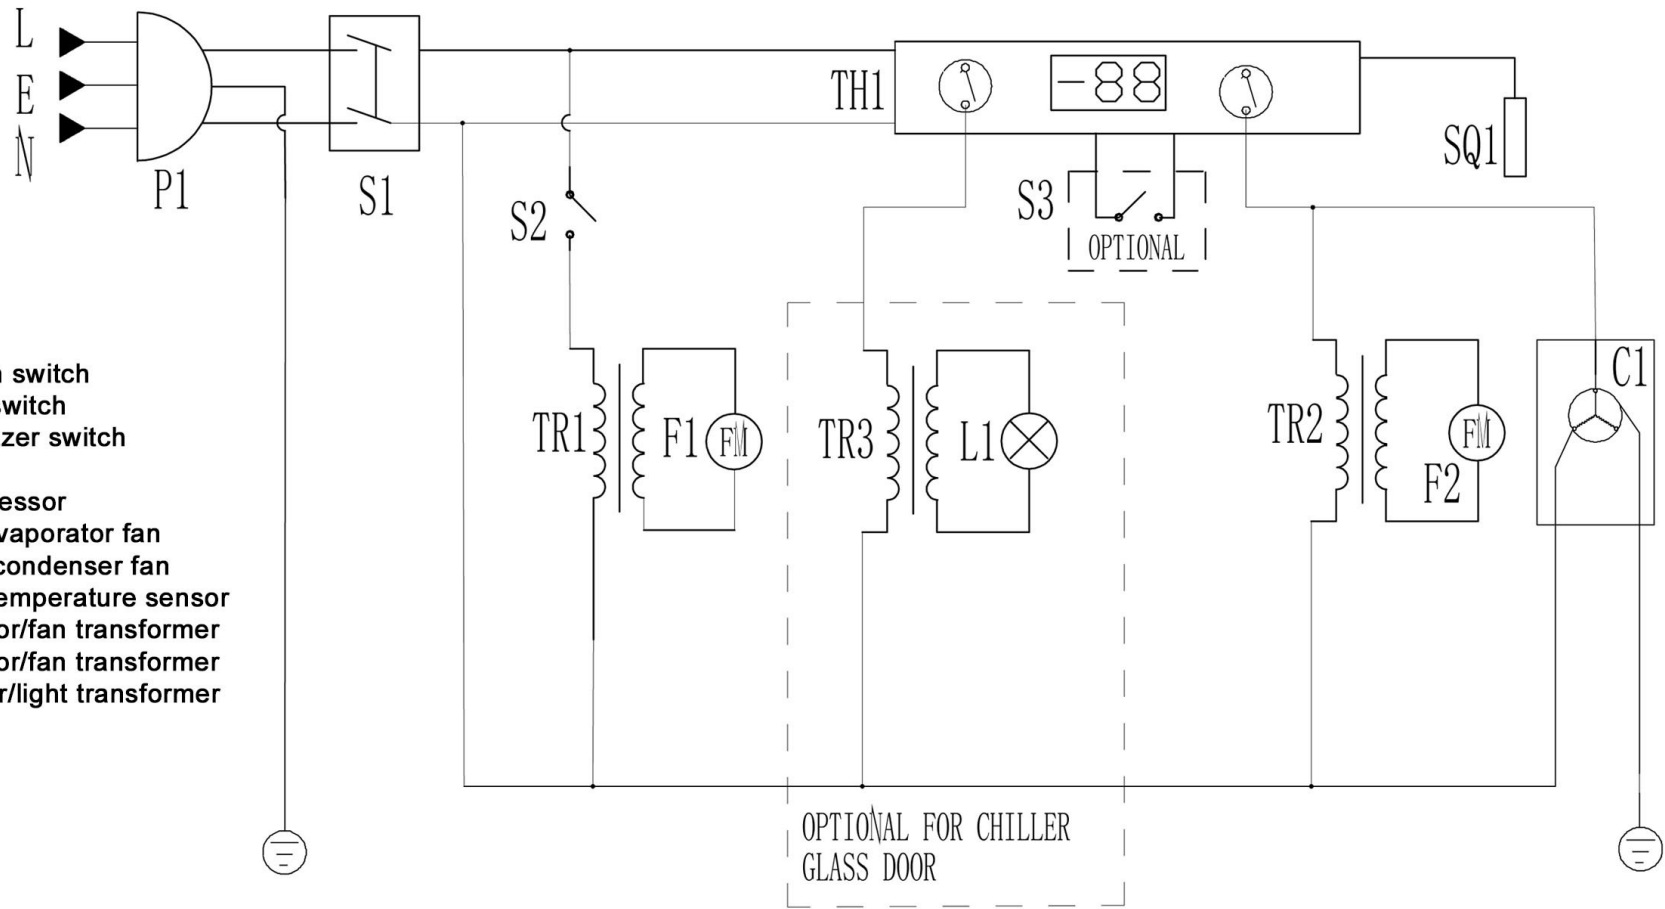 L
E
N
P1
S1
S2
TH1
-88
S3
OPTIONAL
SQ1
switch
switch
zer switch
essor
vaporator fan
condenser fan
emperature sensor
or/fan transformer
or/fan transformer
r/light transformer
TR1
F1
FM
TR3
L1
TR2
FM
F2
C1
OPTIONAL FOR CHILLER
GLASS DOOR